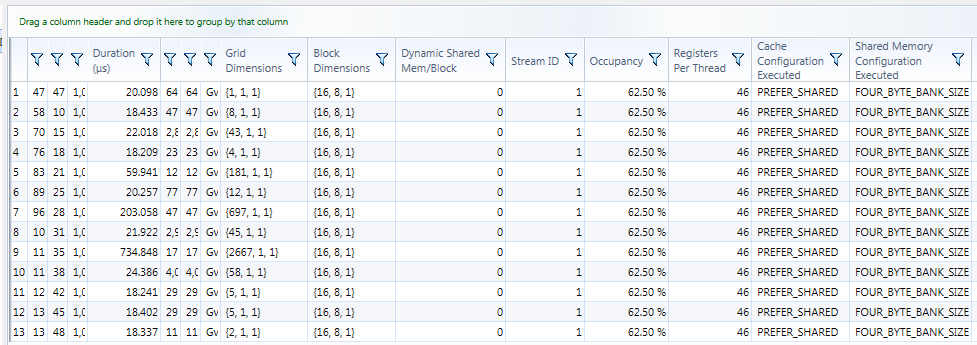 Drag a column header and drop it here to group by that column
Duration (µs) Grid Dimensions Block Dimensions Dynamic Shared Mem/Block Stream ID Occupancy Registers Per Thread Cache Configuration Executed Shared Memory Configuration Executed
1 47 47 1,0 20.098 64 64 Gv {1, 1, 1} {16, 8, 1} 0 1 62.50 % 46 PREFER_SHARED FOUR_BYTE_BANK_SIZE
2 58 10 1,0 18.433 47 47 Gv {8, 1, 1} {16, 8, 1} 0 1 62.50 % 46 PREFER_SHARED FOUR_BYTE_BANK_SIZE
3 70 15 1,0 22.018 2,8 2,8 Gv {43, 1, 1} {16, 8, 1} 0 1 62.50 % 46 PREFER_SHARED FOUR_BYTE_BANK_SIZE
4 76 18 1,0 18.209 23 23 Gv {4, 1, 1} {16, 8, 1} 0 1 62.50 % 46 PREFER_SHARED FOUR_BYTE_BANK_SIZE
5 83 21 1,0 59.941 12 12 Gv {181, 1, 1} {16, 8, 1} 0 1 62.50 % 46 PREFER_SHARED FOUR_BYTE_BANK_SIZE
6 89 25 1,0 20.257 77 77 Gv {12, 1, 1} {16, 8, 1} 0 1 62.50 % 46 PREFER_SHARED FOUR_BYTE_BANK_SIZE
7 96 28 1,0 203.058 47 47 Gv {697, 1, 1} {16, 8, 1} 0 1 62.50 % 46 PREFER_SHARED FOUR_BYTE_BANK_SIZE
8 10 31 1,0 21.922 2,9 2,9 Gv {45, 1, 1} {16, 8, 1} 0 1 62.50 % 46 PREFER_SHARED FOUR_BYTE_BANK_SIZE
9 11 35 1,0 734.848 17 17 Gv {2667, 1, 1} {16, 8, 1} 0 1 62.50 % 46 PREFER_SHARED FOUR_BYTE_BANK_SIZE
10 11 38 1,0 24.386 4,0 4,0 Gv {58, 1, 1} {16, 8, 1} 0 1 62.50 % 46 PREFER_SHARED FOUR_BYTE_BANK_SIZE
11 12 42 1,0 18.241 29 29 Gv {5, 1, 1} {16, 8, 1} 0 1 62.50 % 46 PREFER_SHARED FOUR_BYTE_BANK_SIZE
12 13 45 1,0 18.402 29 29 Gv {5, 1, 1} {16, 8, 1} 0 1 62.50 % 46 PREFER_SHARED FOUR_BYTE_BANK_SIZE
13 13 48 1,0 18.337 11 11 Gv {2, 1, 1} {16, 8, 1} 0 1 62.50 % 46 PREFER_SHARED FOUR_BYTE_BANK_SIZE